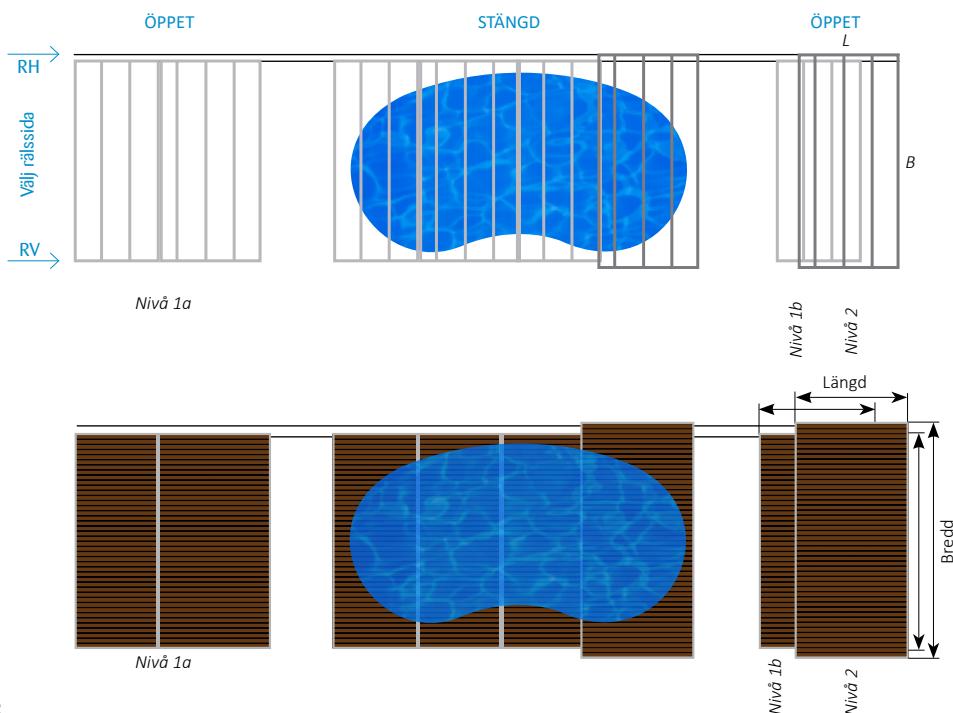 ÖPPET
STÄNGD
ÖPPET
L
RH
Välj rälssida
B
RV
Nivå 1a
Nivå 1b
Nivå 2
Längd
Bredd
Nivå 1a
Nivå 1b
Nivå 2